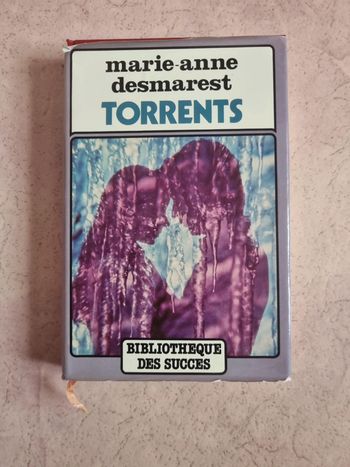 marie-anne
desmarest
TORRENTS
BIBLIOTHEQUE
DES SUCCES